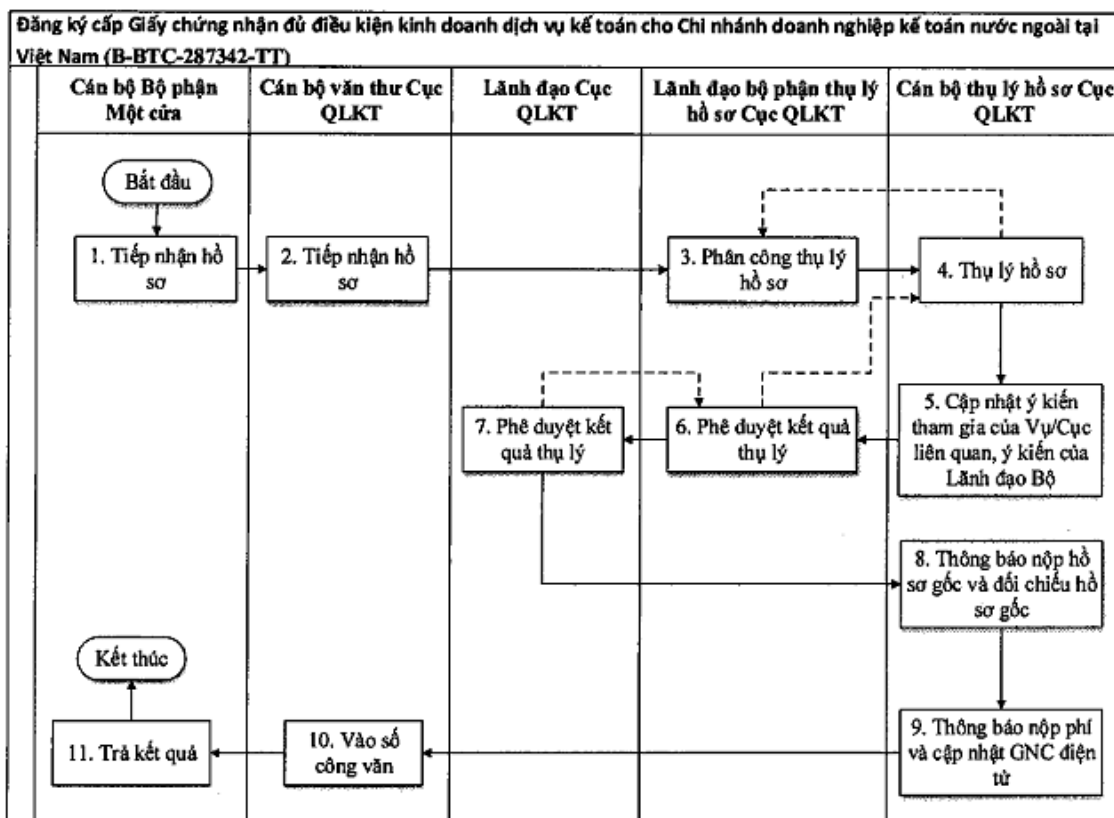 Đăng ký cấp Giấy chứng nhận đủ điều kiện kinh doanh dịch vụ kế toán cho Chi nhánh doanh nghiệp kế toán nước ngoài tại
Việt Nam (B-BTC-287342-TT)
Cán bộ Bộ phận
Một cửa
Cán bộ văn thư Cục
QLKT
Lãnh đạo Cục
QLKT
Lãnh đạo bộ phận thụ lý
hồ sơ Cục QLKT
Cán bộ thụ lý hồ sơ Cục
QLKT
Bắt đầu
1. Tiếp nhận hồ
sơ
2. Tiếp nhận hồ
sơ
3. Phân công thụ lý
hồ sơ
4. Thụ lý hồ sơ
5. Cập nhật ý kiến
tham gia của Vụ/Cục
liên quan, ý kiến của
Lãnh đạo Bộ
6. Phê duyệt kết quả
thụ lý
7. Phê duyệt kết
quả thụ lý
8. Thông báo nộp hồ
sơ gốc và đối chiếu hồ
sơ gốc
9. Thông báo nộp phí
và cập nhật GNC điện
tử
10. Vào số
công văn
11. Trả kết quả
Kết thúc